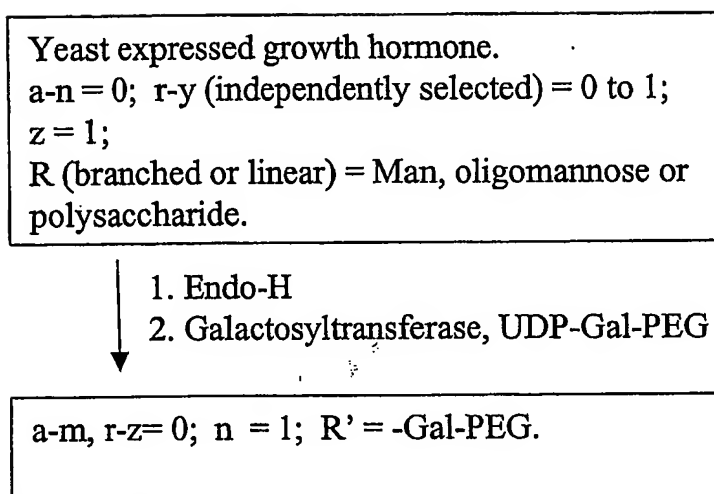 Yeast expressed growth hormone.
a-n = 0; r-y (independently selected) = 0 to 1;
z = 1;
R (branched or linear) = Man, oligomannose or
polysaccharide.
1. Endo-H
2. Galactosyltransferase, UDP-Gal-PEG
a-m, r-z= 0; n = 1; R' = -Gal-PEG.